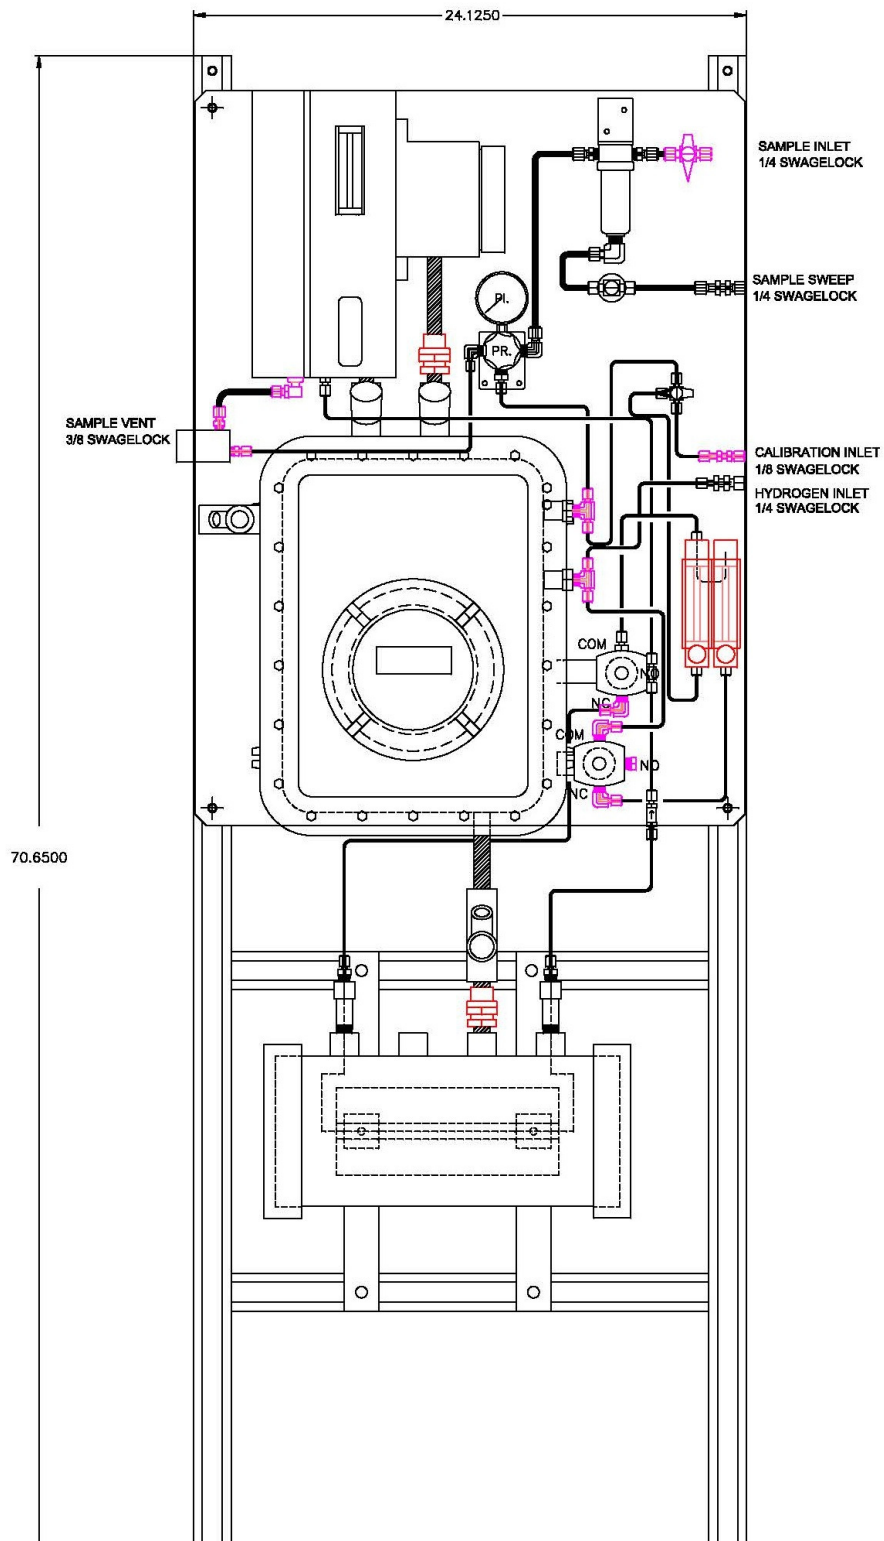 24.1250
SAMPLE INLET
1/4 SWAGELOCK
SAMPLE SWEEP
1/4 SWAGELOCK
PI.
PR.
SAMPLE VENT
3/8 SWAGELOCK
CALIBRATION INLET
1/8 SWAGELOCK
HYDROGEN INLET
1/4 SWAGELOCK
COM
NO
NC
COM
NO
NC
70.6500